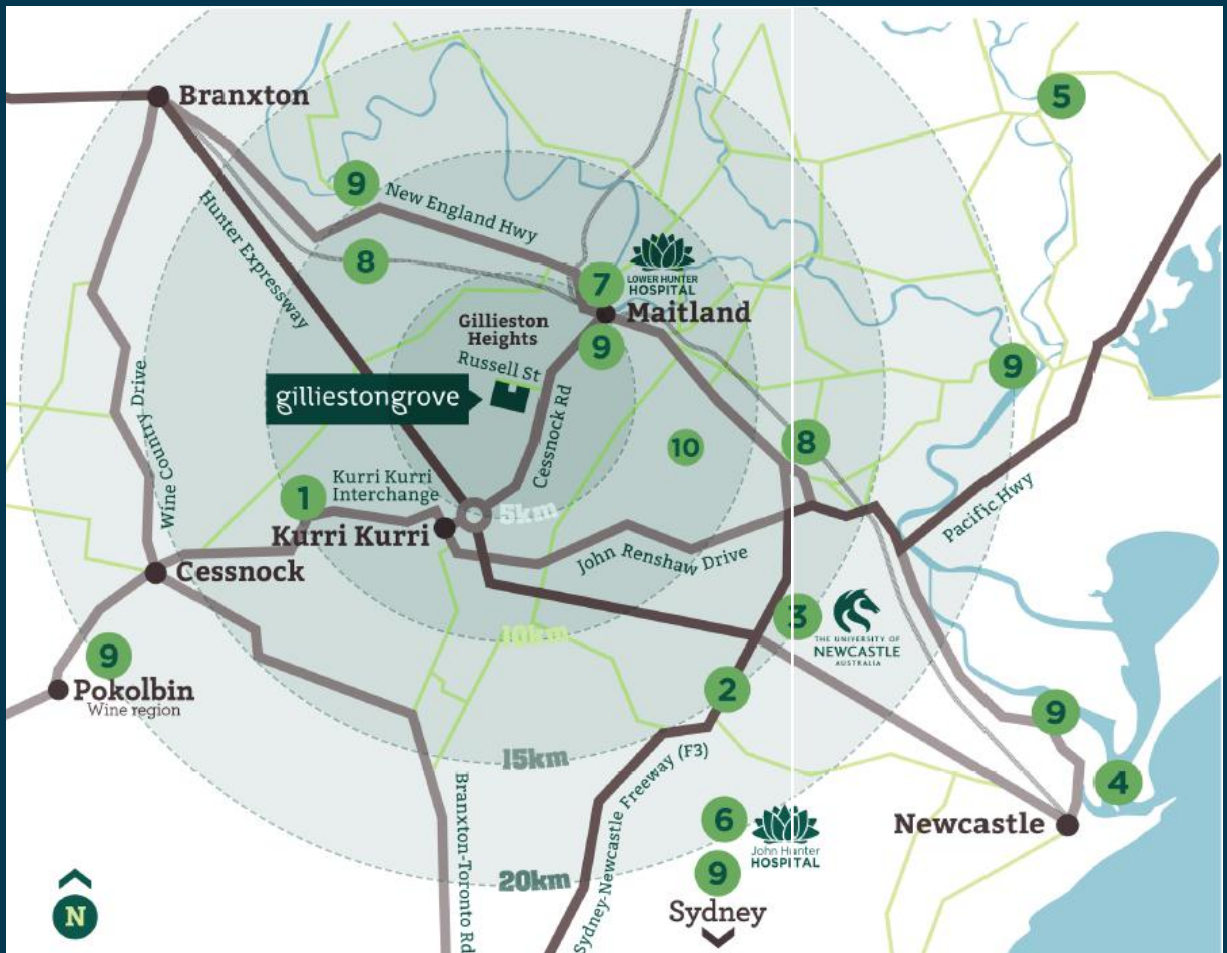 Branxton
5
9
New England Hwy
Hunter Expressway
8
7
LOWER HUNTER
HOSPITAL
Maitland
Gillieston
Heights
9
Russell St
9
gilliestongrove
Wine Country Drive
Cessnock Rd
10
8
Kurri Kurri
Interchange
1
5km
Pacific Hwy
Kurri Kurri
John Renshaw Drive
Cessnock
3
THE UNIVERSITY OF
NEWCASTLE
AUSTRALIA
10km
9
Pokolbin
Wine region
2
9
15km
Sydney-Newcastle Freeway (F3)
Branxton-Toronto Rd
4
6
John Hunter
HOSPITAL
Newcastle
9
20km
Sydney
N